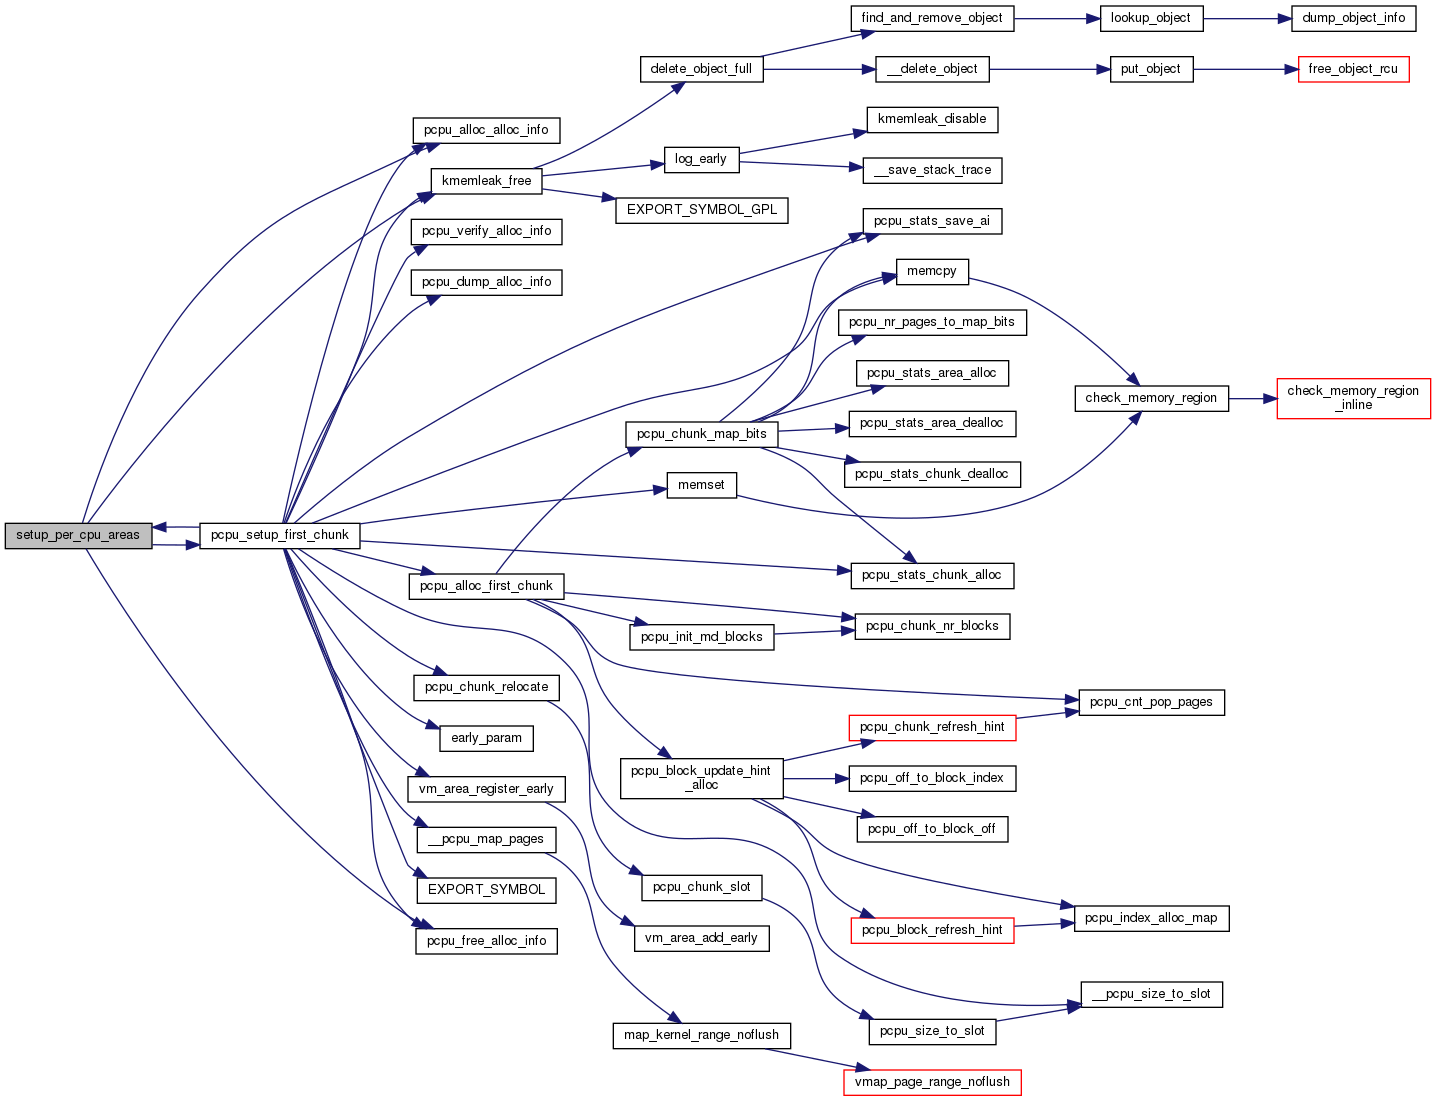 find_and_remove_object
lookup_object
dump_object_info
delete_object_full
__delete_object
put_object
free_object_rcu
kmemleak_disable
pcpu_alloc_alloc_info
log_early
__save_stack_trace
kmemleak_free
EXPORT_SYMBOL_GPL
pcpu_stats_save_ai
pcpu_verify_alloc_info
memcpy
pcpu_dump_alloc_info
pcpu_nr_pages_to_map_bits
pcpu_stats_area_alloc
check_memory_region
check_memory_region
_inline
pcpu_stats_area_dealloc
pcpu_chunk_map_bits
pcpu_stats_chunk_dealloc
memset
setup_per_cpu_areas
pcpu_setup_first_chunk
pcpu_stats_chunk_alloc
pcpu_alloc_first_chunk
pcpu_chunk_nr_blocks
pcpu_init_md_blocks
pcpu_chunk_relocate
pcpu_cnt_pop_pages
pcpu_chunk_refresh_hint
early_param
pcpu_block_update_hint
_alloc
pcpu_off_to_block_index
vm_area_register_early
pcpu_off_to_block_off
__pcpu_map_pages
pcpu_chunk_slot
EXPORT_SYMBOL
pcpu_index_alloc_map
pcpu_block_refresh_hint
pcpu_free_alloc_info
vm_area_add_early
__pcpu_size_to_slot
pcpu_size_to_slot
map_kernel_range_noflush
vmap_page_range_noflush